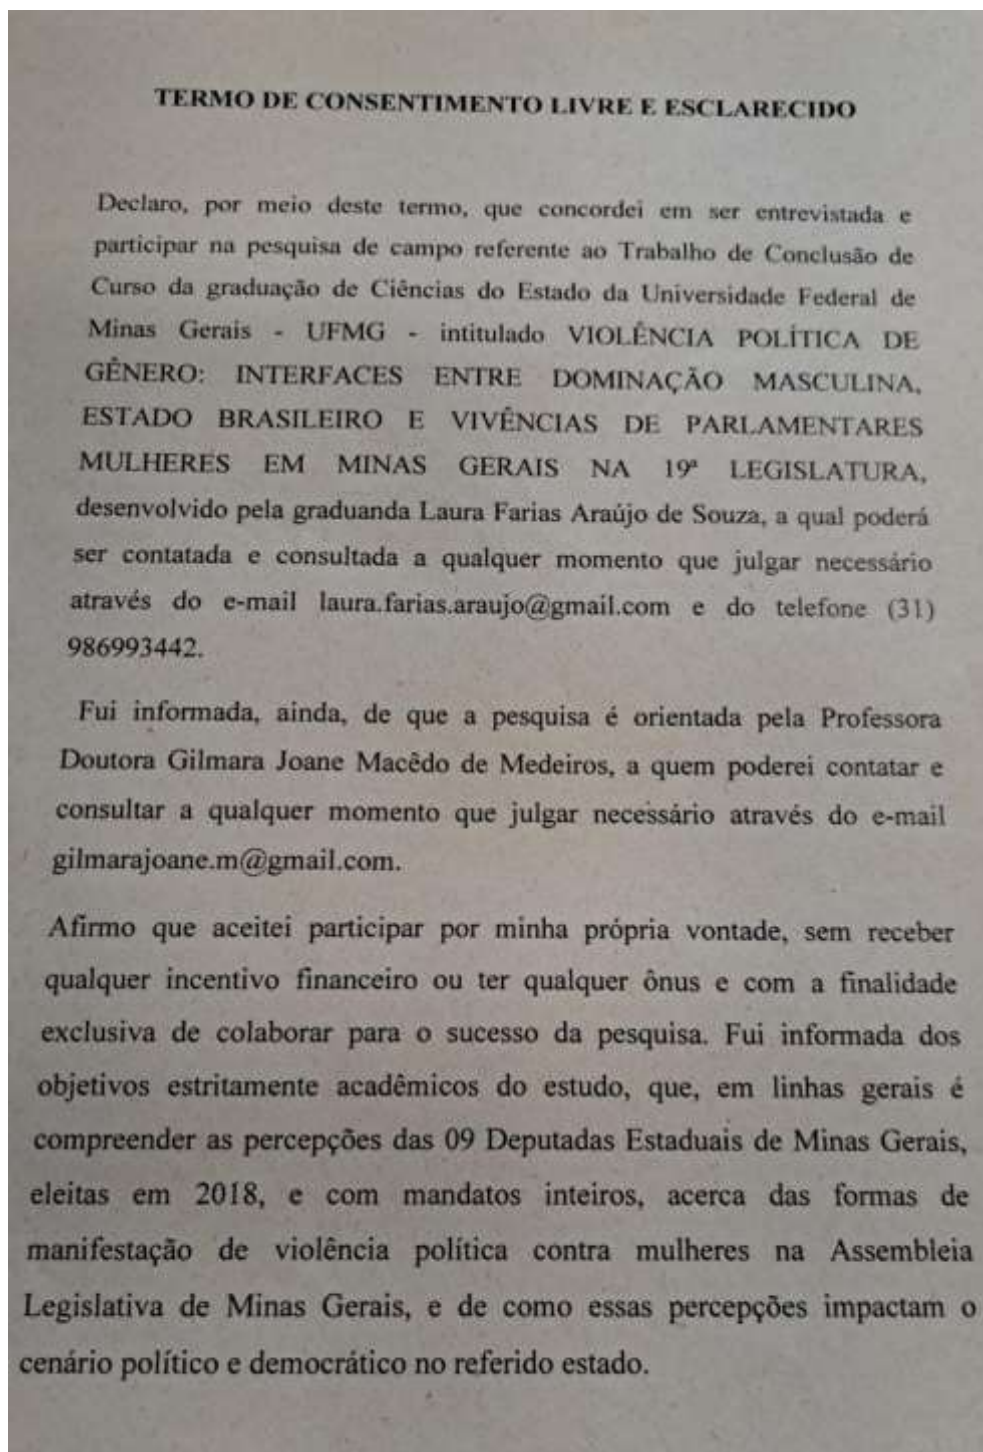 TERMO DE CONSENTIMENTO LIVRE E ESCLARECIDO
Declaro, por meio deste termo, que concordei em ser entrevistada e
participar na pesquisa de campo referente ao Trabalho de Conclusão de
Curso da graduação de Ciências do Estado da Universidade Federal de
Minas Gerais - UFMG - intitulado VIOLÊNCIA POLÍTICA DE
GÊNERO: INTERFACES ENTRE DOMINAÇÃO MASCULINA,
ESTADO BRASILEIRO E VIVÊNCIAS DE PARLAMENTARES
MULHERES EM MINAS GERAIS NA 19ª LEGISLATURA,
desenvolvido pela graduanda Laura Farias Araújo de Souza, a qual poderá
ser contatada e consultada a qualquer momento que julgar necessário
através do e-mail laura.farias.araujo@gmail.com e do telefone (31)
986993442.
Fui informada, ainda, de que a pesquisa é orientada pela Professora
Doutora Gilmara Joane Macêdo de Medeiros, a quem poderei contatar e
consultar a qualquer momento que julgar necessário através do e-mail
gilmarajoane.m@gmail.com.
Afirmo que aceitei participar por minha própria vontade, sem receber
qualquer incentivo financeiro ou ter qualquer ônus e com a finalidade
exclusiva de colaborar para o sucesso da pesquisa. Fui informada dos
objetivos estritamente acadêmicos do estudo, que, em linhas gerais é
compreender as percepções das 09 Deputadas Estaduais de Minas Gerais,
eleitas em 2018, e com mandatos inteiros, acerca das formas de
manifestação de violência política contra mulheres na Assembleia
Legislativa de Minas Gerais, e de como essas percepções impactam o
cenário político e democrático no referido estado.